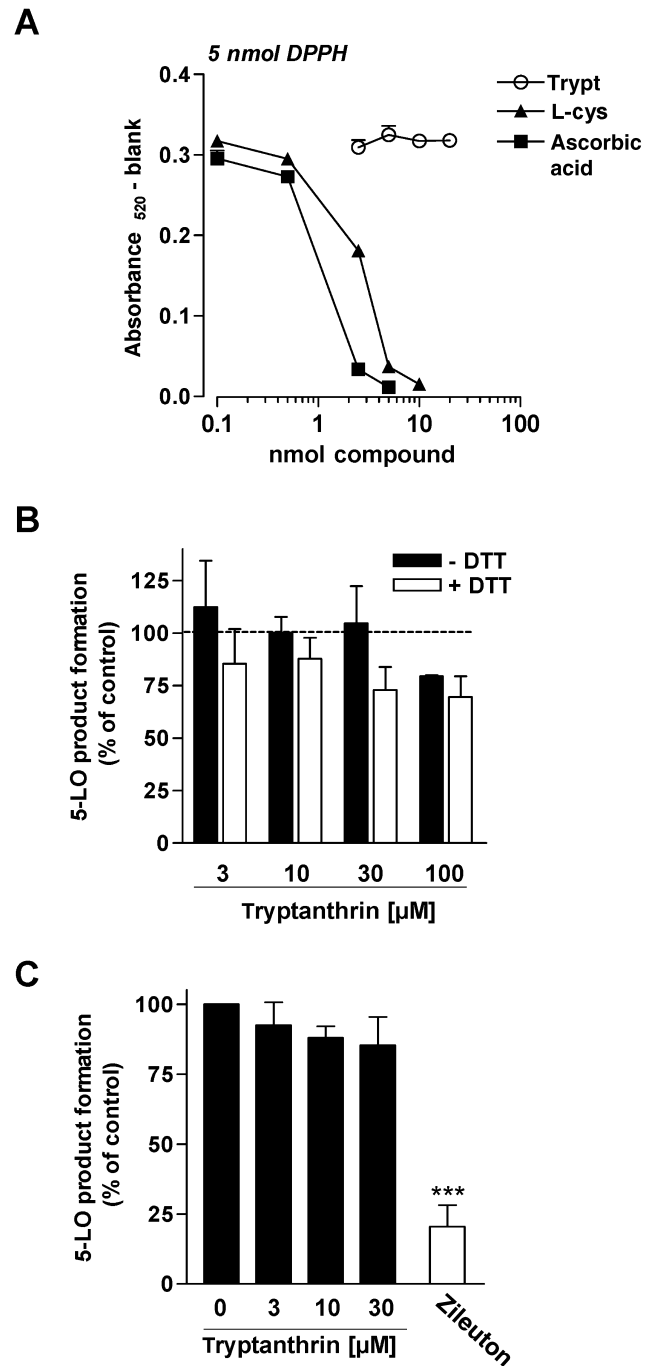 A
5 nmol DPPH
0.4
0.3
0.2
0.1
0.0
Absorbance 520 - blank
0.1 1 10 100
nmol compound
Trypt
L-cys
Ascorbic
acid
B
125
100
75
50
25
0
5-LO product formation
(% of control)
- DTT
+ DTT
3 10 30 100
Tryptanthrin [µM]
C
100
75
50
25
0
5-LO product formation
(% of control)
***
0 3 10 30
Tryptanthrin [µM]
Zileuton